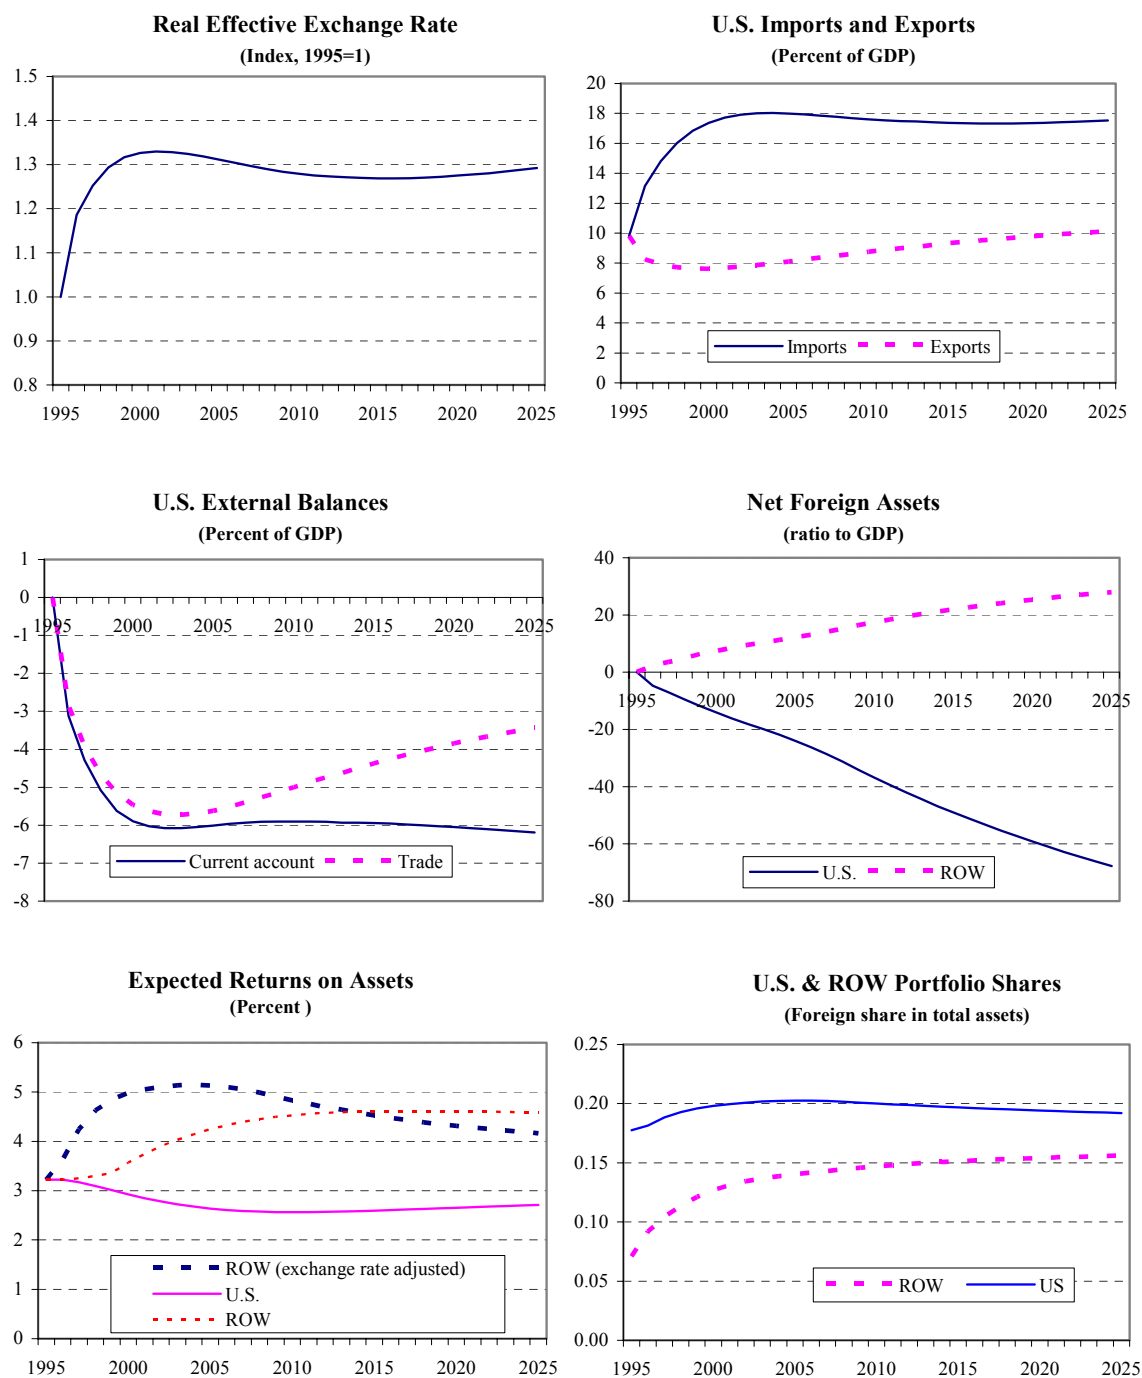 Real Effective Exchange Rate
(Index, 1995=1)
1.5
1.4
1.3
1.2
1.1
1.0
0.9
0.8
1995 2000 2005 2010 2015 2020 2025
U.S. Imports and Exports
(Percent of GDP)
20
18
16
14
12
10
8
6
4
2
0
Imports Exports
1995 2000 2005 2010 2015 2020 2025
U.S. External Balances
(Percent of GDP)
1
0
-1
-2
-3
-4
-5
-6
-7
-8
1995 2000 2005 2010 2015 2020 2025
Current account Trade
Net Foreign Assets
(ratio to GDP)
40
20
0
-20
-40
-60
-80
1995 2000 2005 2010 2015 2020 2025
U.S. ROW
Expected Returns on Assets
(Percent )
6
5
4
3
2
1
0
ROW (exchange rate adjusted)
U.S.
ROW
1995 2000 2005 2010 2015 2020 2025
U.S. & ROW Portfolio Shares
(Foreign share in total assets)
0.25
0.20
0.15
0.10
0.05
0.00
ROW US
1995 2000 2005 2010 2015 2020 2025